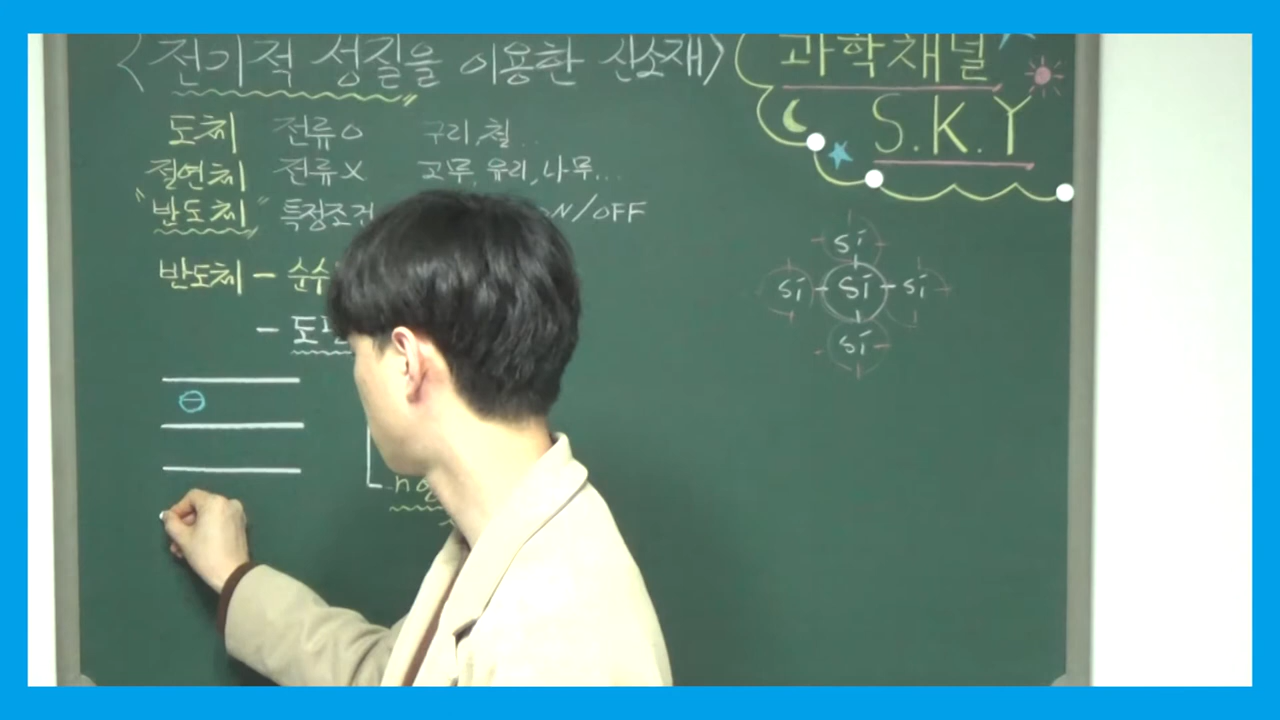 <전기적 성질을 이용한 신소재>
과학채널
S.K.Y
도체 전류O 구리, 철..
절연체 전류X 고무, 유리, 나무...
"반도체" 특정조건 ON/OFF
반도체 - 순수
- 도
⊖
n
Si
Si - Si - Si
Si